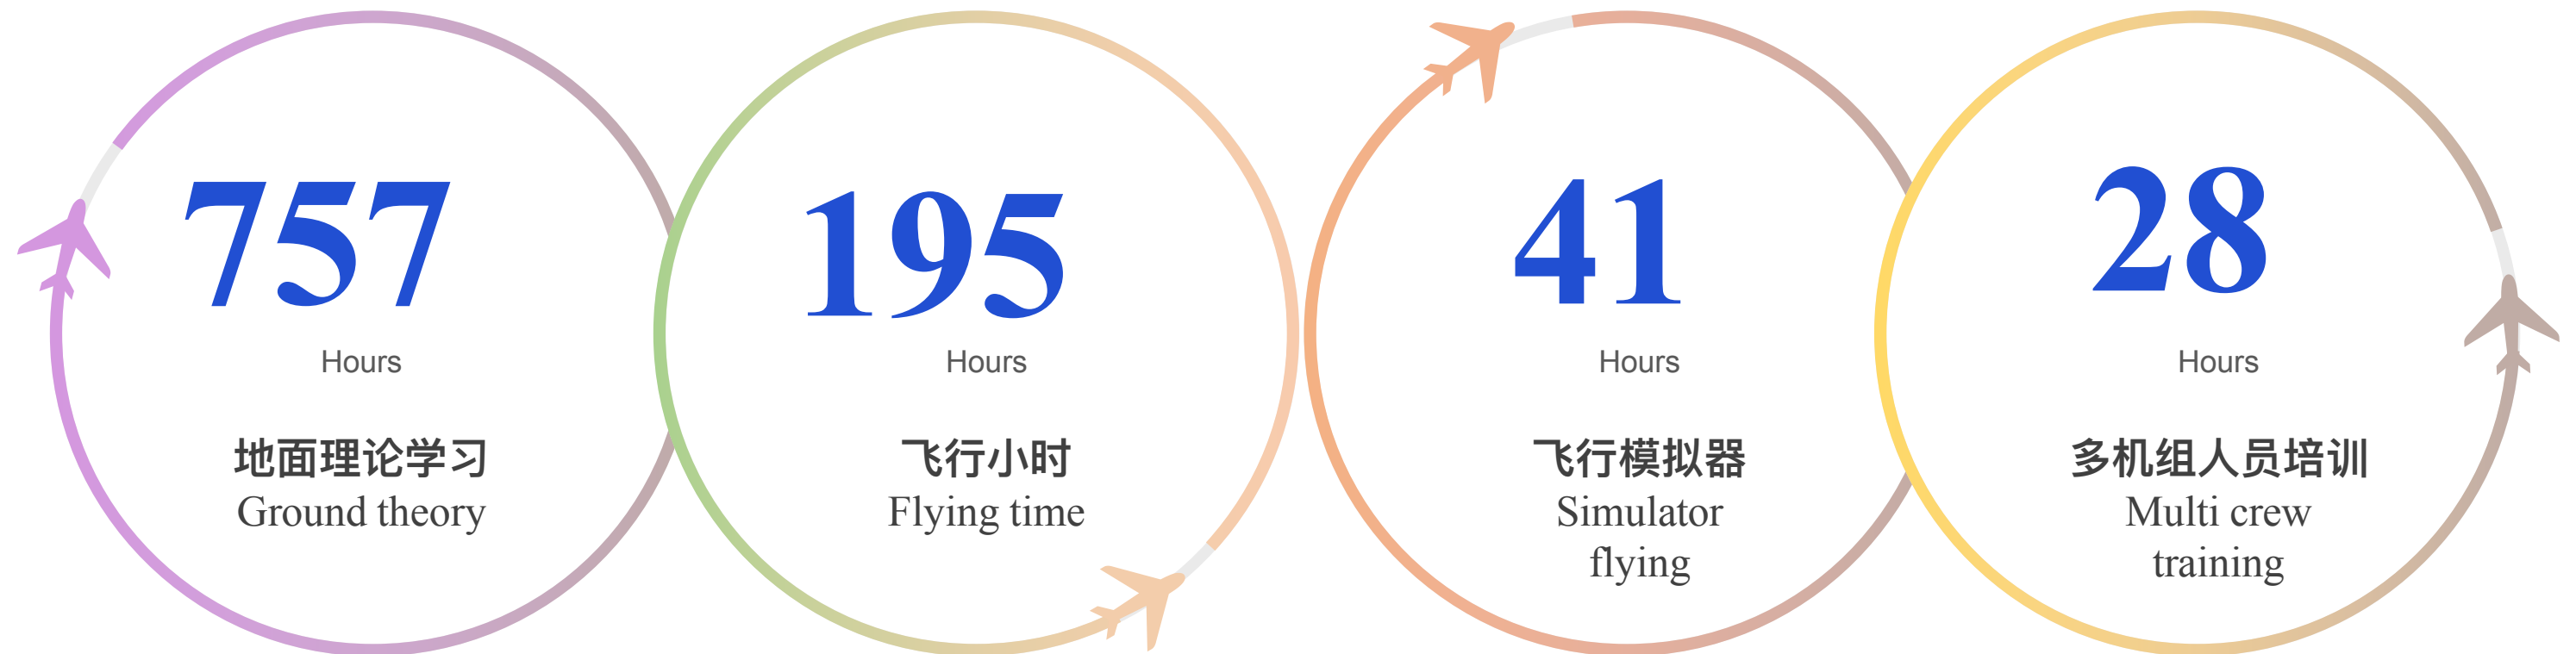 757
Hours
地面理论学习
Ground theory
195
Hours
飞行小时
Flying time
41
Hours
飞行模拟器
Simulator
flying
28
Hours
多机组人员培训
Multi crew
training